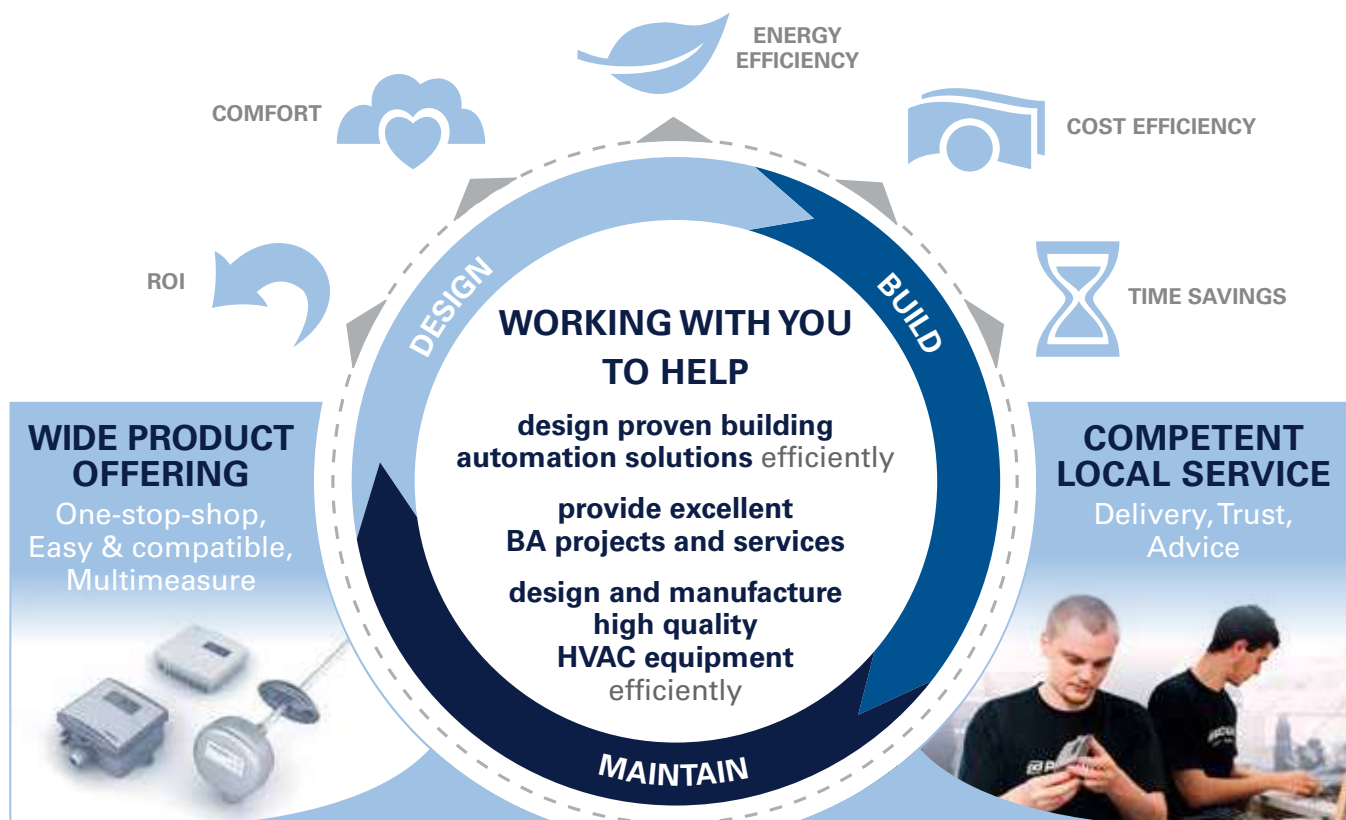 ENERGY
EFFICIENCY
COMFORT
COST EFFICIENCY
ROI
TIME SAVINGS
DESIGN
BUILD
MAINTAIN
WORKING WITH YOU
TO HELP
design proven building
automation solutions efficiently
provide excellent
BA projects and services
design and manufacture
high quality
HVAC equipment
efficiently
WIDE PRODUCT
OFFERING
One-stop-shop,
Easy & compatible,
Multimeasure
COMPETENT
LOCAL SERVICE
Delivery, Trust,
Advice